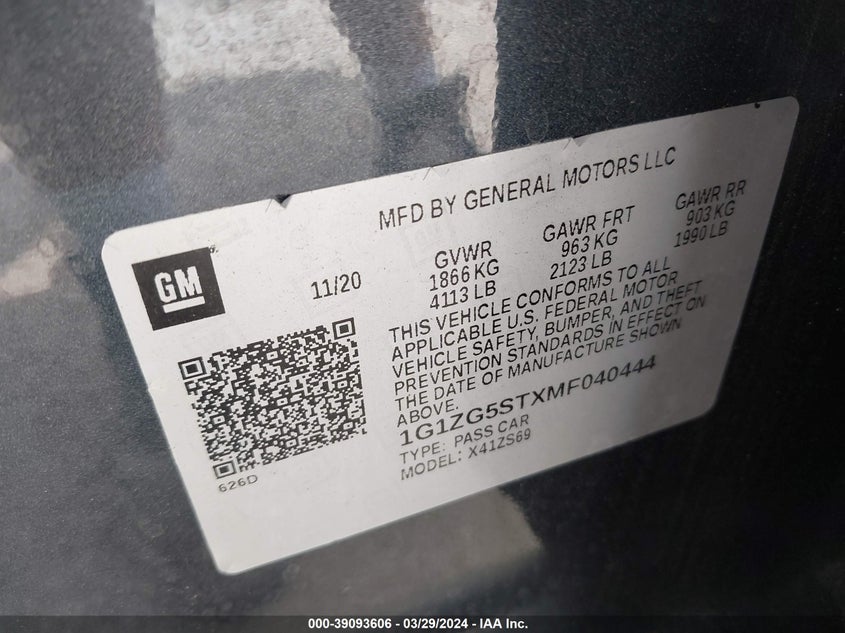 MFD BY GENERAL MOTORS LLC
GM
11/20
GVWR
1866 KG
4113 LB
GAWR FRT
963 KG
2123 LB
GAWR RR
903 KG
1990 LB
THIS VEHICLE CONFORMS TO ALL
APPLICABLE U.S. FEDERAL MOTOR
VEHICLE SAFETY, BUMPER, AND THEFT
PREVENTION STANDARDS IN EFFECT ON
THE DATE OF MANUFACTURE SHOWN
ABOVE.
1G1ZG5STXMF040444
TYPE: PASS CAR
MODEL: X41ZS69
626D
000-39093606 / 03/29/2024 - IAA Inc.